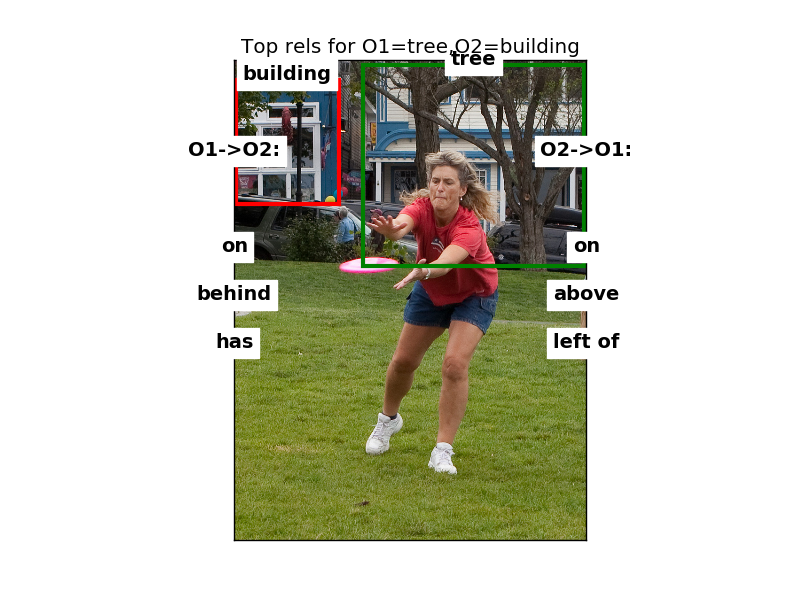 Top rels for O1=tree,O2=building
tree
building
O1->O2:
O2->O1:
on
on
behind
above
has
left of